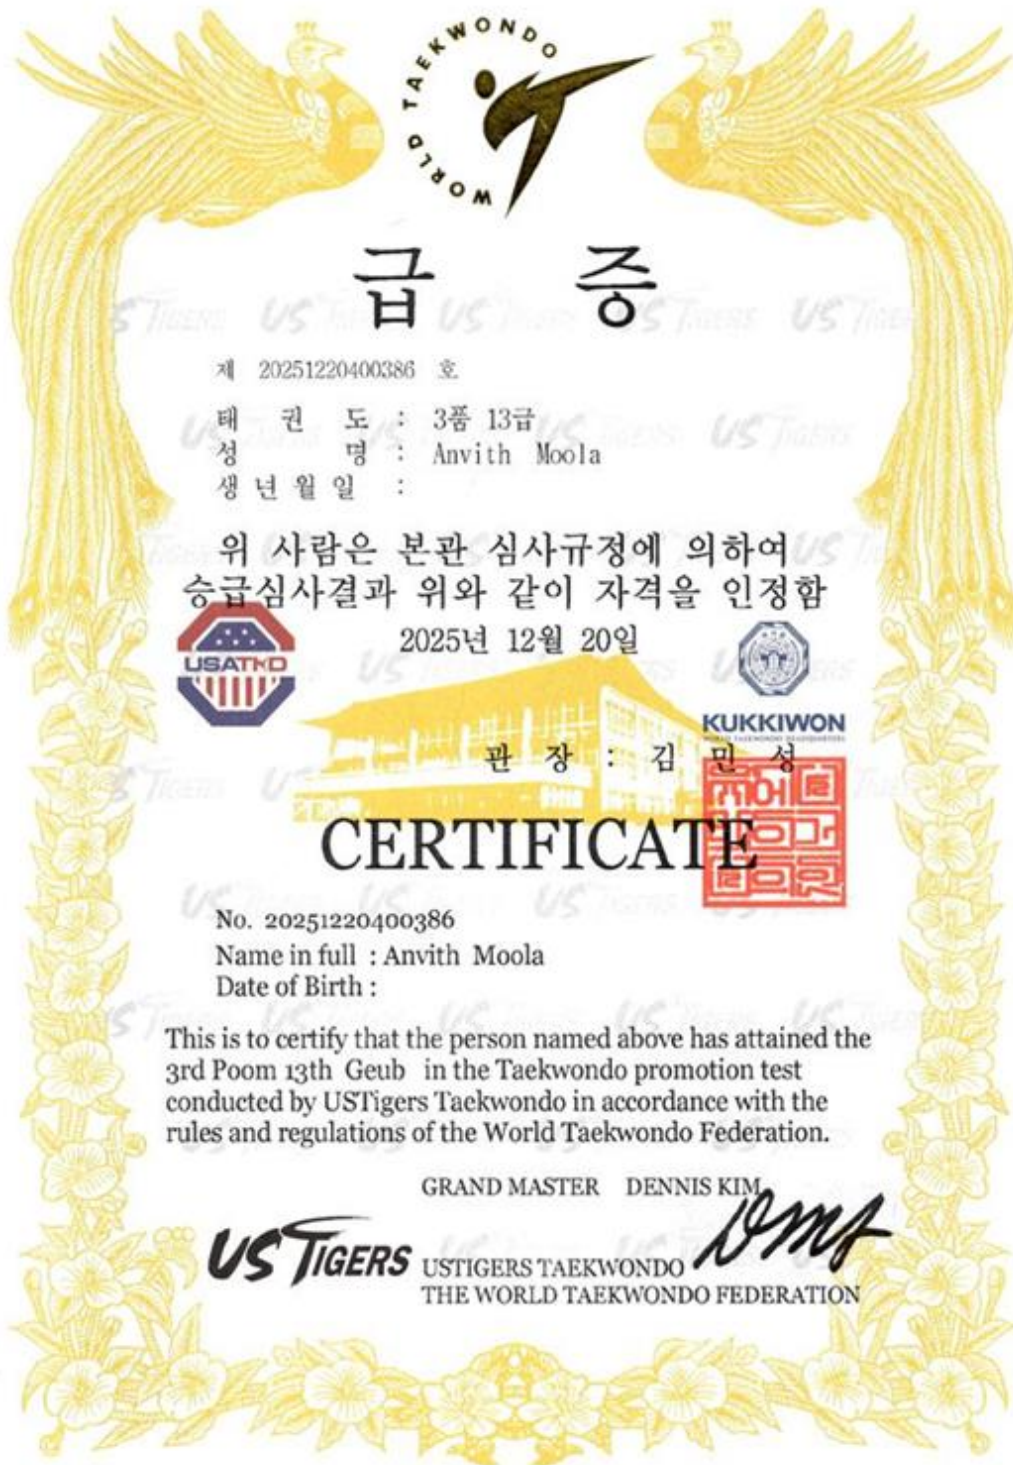 WORLD TAEKWONDO
급 증
제 20251220400386 호
태 권 도 : 3품 13급
성 명 : Anvith Moola
생 년 월 일 :
위 사람은 본관 심사규정에 의하여
승급심사결과 위와 같이 자격을 인정함
2025년 12월 20일
USATKD
KUKKIWON
WORLD TAEKWONDO HEADQUARTERS
관 장 : 김 민 성
CERTIFICATE
No. 20251220400386
Name in full : Anvith Moola
Date of Birth :
This is to certify that the person named above has attained the
3rd Poom 13th Geub in the Taekwondo promotion test
conducted by USTigers Taekwondo in accordance with the
rules and regulations of the World Taekwondo Federation.
GRAND MASTER DENNIS KIM
US TIGERS
USTIGERS TAEKWONDO
THE WORLD TAEKWONDO FEDERATION